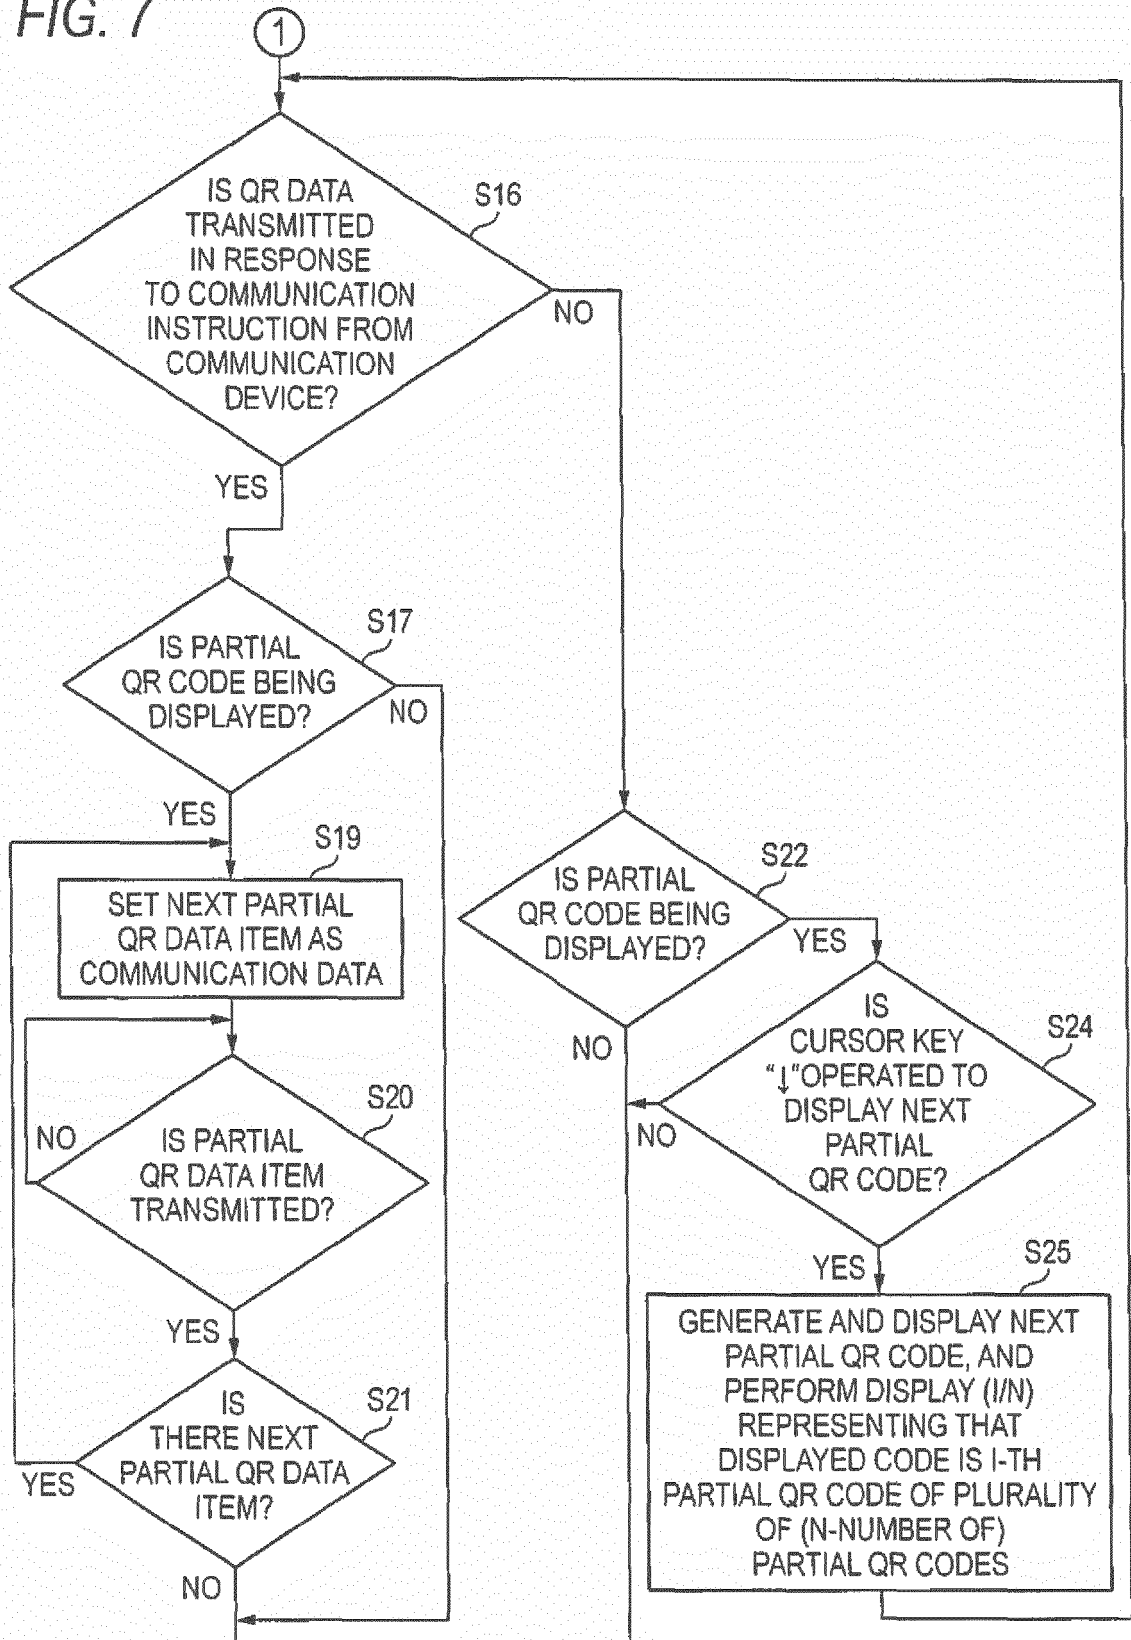 FIG. 7
1
IS QR DATA
TRANSMITTED
IN RESPONSE
TO COMMUNICATION
INSTRUCTION FROM
COMMUNICATION
DEVICE?
S16
NO
YES
IS PARTIAL
QR CODE BEING
DISPLAYED?
S17
NO
YES
S19
SET NEXT PARTIAL
QR DATA ITEM AS
COMMUNICATION DATA
IS PARTIAL
QR DATA ITEM
TRANSMITTED?
S20
NO
YES
IS
THERE NEXT
PARTIAL QR DATA
ITEM?
S21
YES
NO
IS PARTIAL
QR CODE BEING
DISPLAYED?
S22
YES
NO
IS
CURSOR KEY
"↓"OPERATED TO
DISPLAY NEXT
PARTIAL
QR CODE?
S24
NO
YES
S25
GENERATE AND DISPLAY NEXT
PARTIAL QR CODE, AND
PERFORM DISPLAY (I/N)
REPRESENTING THAT
DISPLAYED CODE IS I-TH
PARTIAL QR CODE OF PLURALITY
OF (N-NUMBER OF)
PARTIAL QR CODES